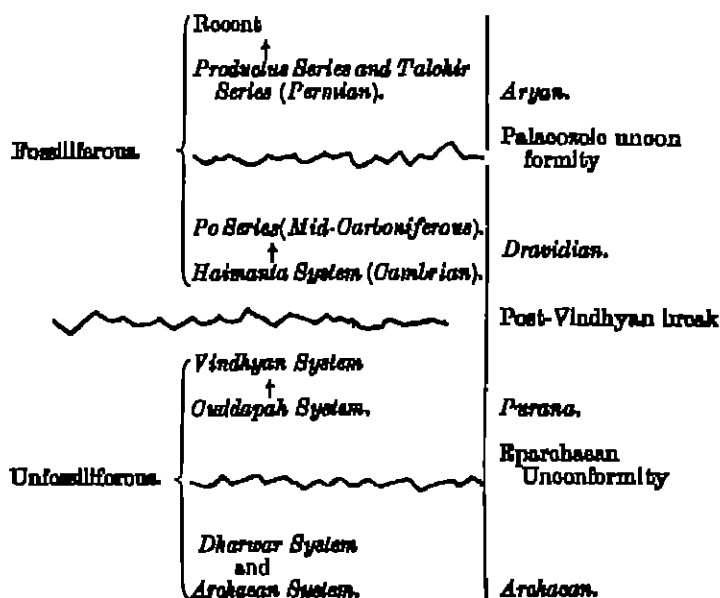 Recent
Productus Series and Talchir
Series (Permian).
Aryan.
Fossiliferous.
Palaeozoic uncon
formity
Po Series (Mid-Carboniferous).
Haimanta System (Cambrian).
Dravidian.
Post-Vindhyan break
Vindhyan System
Cuddapah System.
Purana.
Unfossiliferous.
Eparchaean
Unconformity
Dharwar System
and
Archaean System.
Archaean.